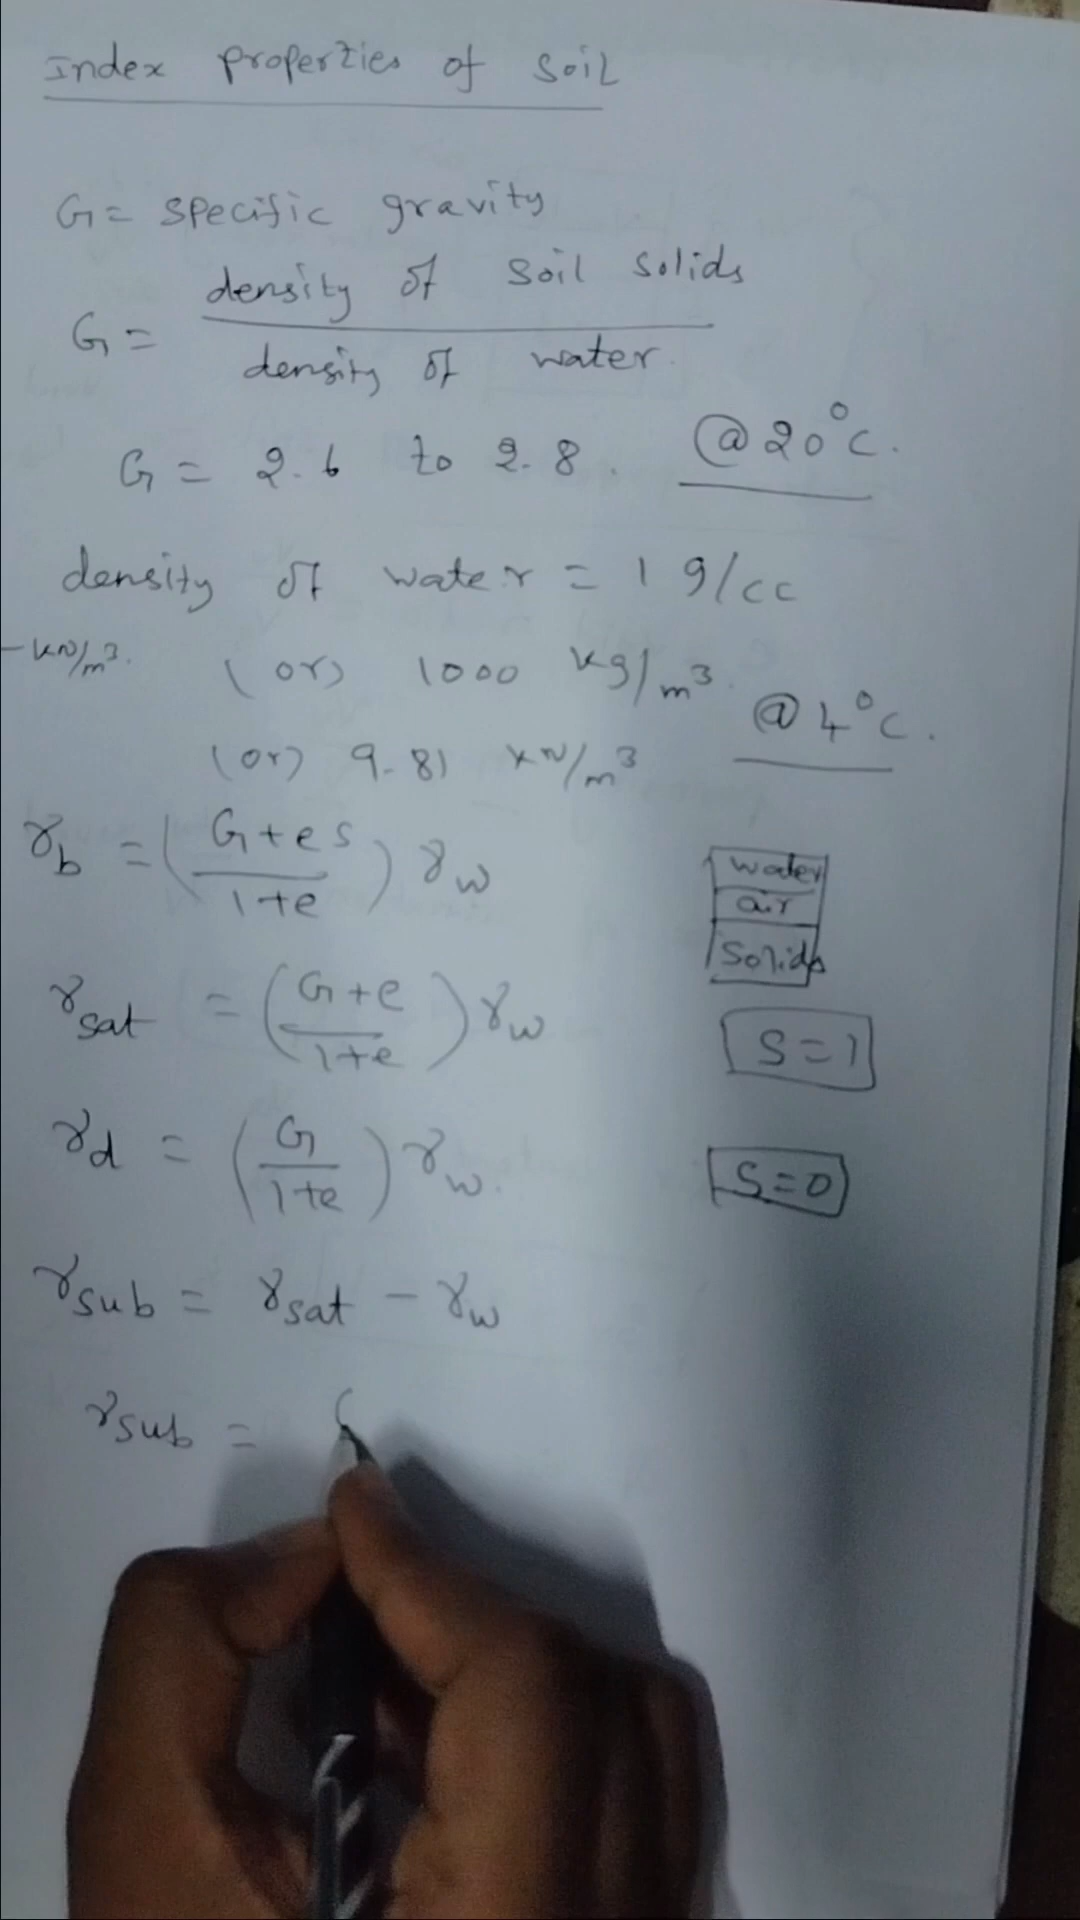 Index properties of soil
G = specific gravity
G = density of soil solids / density of water
G = 2.6 to 2.8. @ 20°C.
density of water = 1 g/cc
- kN/m³. (or) 1000 kg/m³.
@ 4°C.
(or) 9.81 kN/m³
γb = (G+es / 1+e) γw
water
air
solids
γsat = (G+e / 1+e) γw
S=1
γd = (G / 1+e) γw.
S=0
γsub = γsat - γw
γsub = (